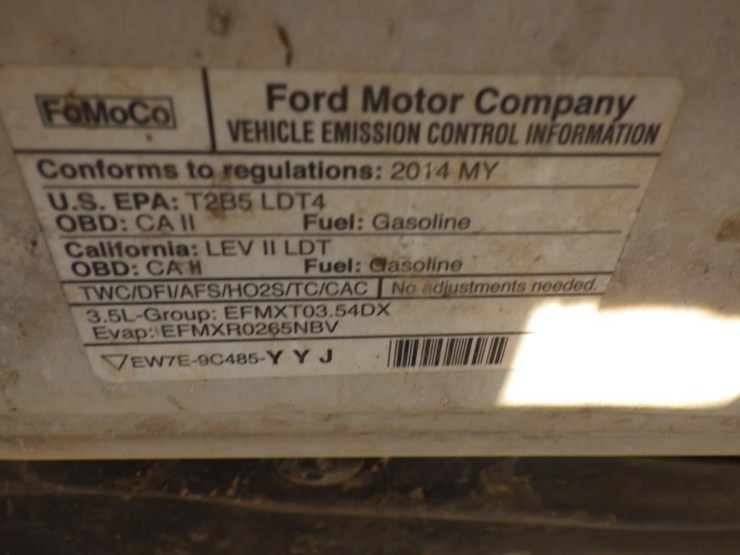 FoMoCo
Ford Motor Company
VEHICLE EMISSION CONTROL INFORMATION
Conforms to regulations: 2014 MY
U.S. EPA: T2B5 LDT4
OBD: CA II Fuel: Gasoline
California: LEV II LDT
OBD: CA II Fuel: Gasoline
TWC/DFI/AFS/HO2S/TC/CAC No adjustments needed.
3.5L-Group: EFMXT03.54DX
Evap: EFMXR0265NBV
EW7E-9C485-Y Y J